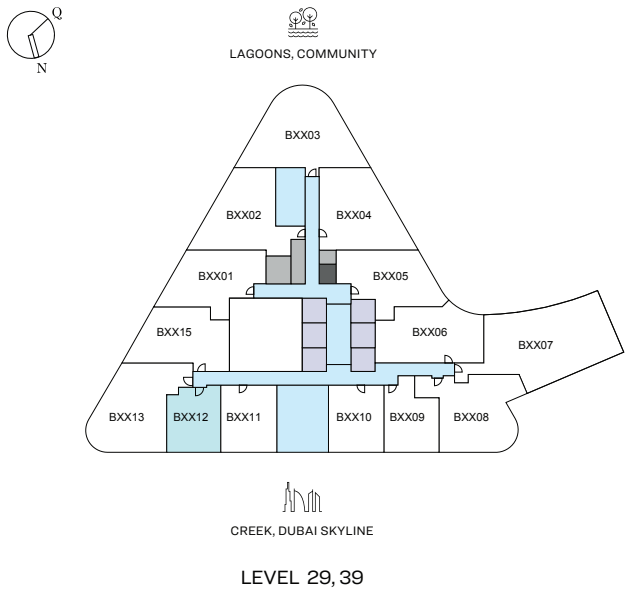 Q
N
LAGOONS, COMMUNITY
BXX03
BXX02
BXX04
BXX01
BXX05
BXX15
BXX06
BXX07
BXX13
BXX12
BXX11
BXX10
BXX09
BXX08
CREEK, DUBAI SKYLINE
LEVEL 29, 39